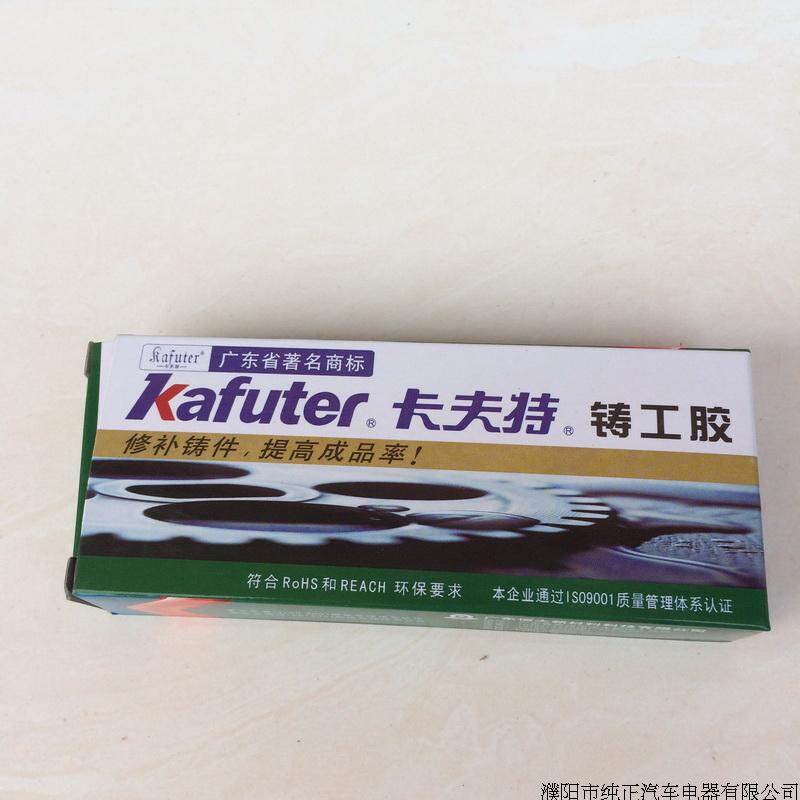 Kafuter®
广东省著名商标
Kafuter® 卡夫特® 铸工胶
修补铸件,提高成品率!
符合RoHS和REACH 环保要求
本企业通过ISO9001质量管理体系认证
濮阳市纯正汽车电器有限公司